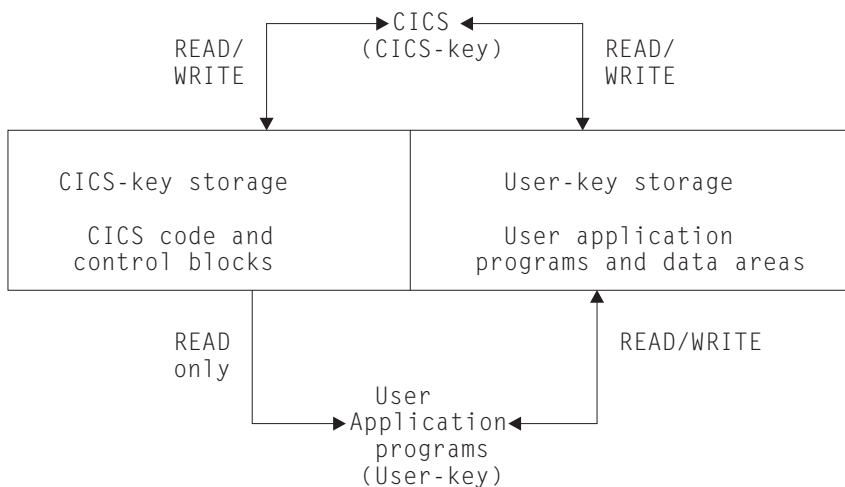 CICS
(CICS-key)
READ/
WRITE
READ/
WRITE
CICS-key storage
CICS code and
control blocks
User-key storage
User application
programs and data areas
READ
only
READ/WRITE
User
Application
programs
(User-key)